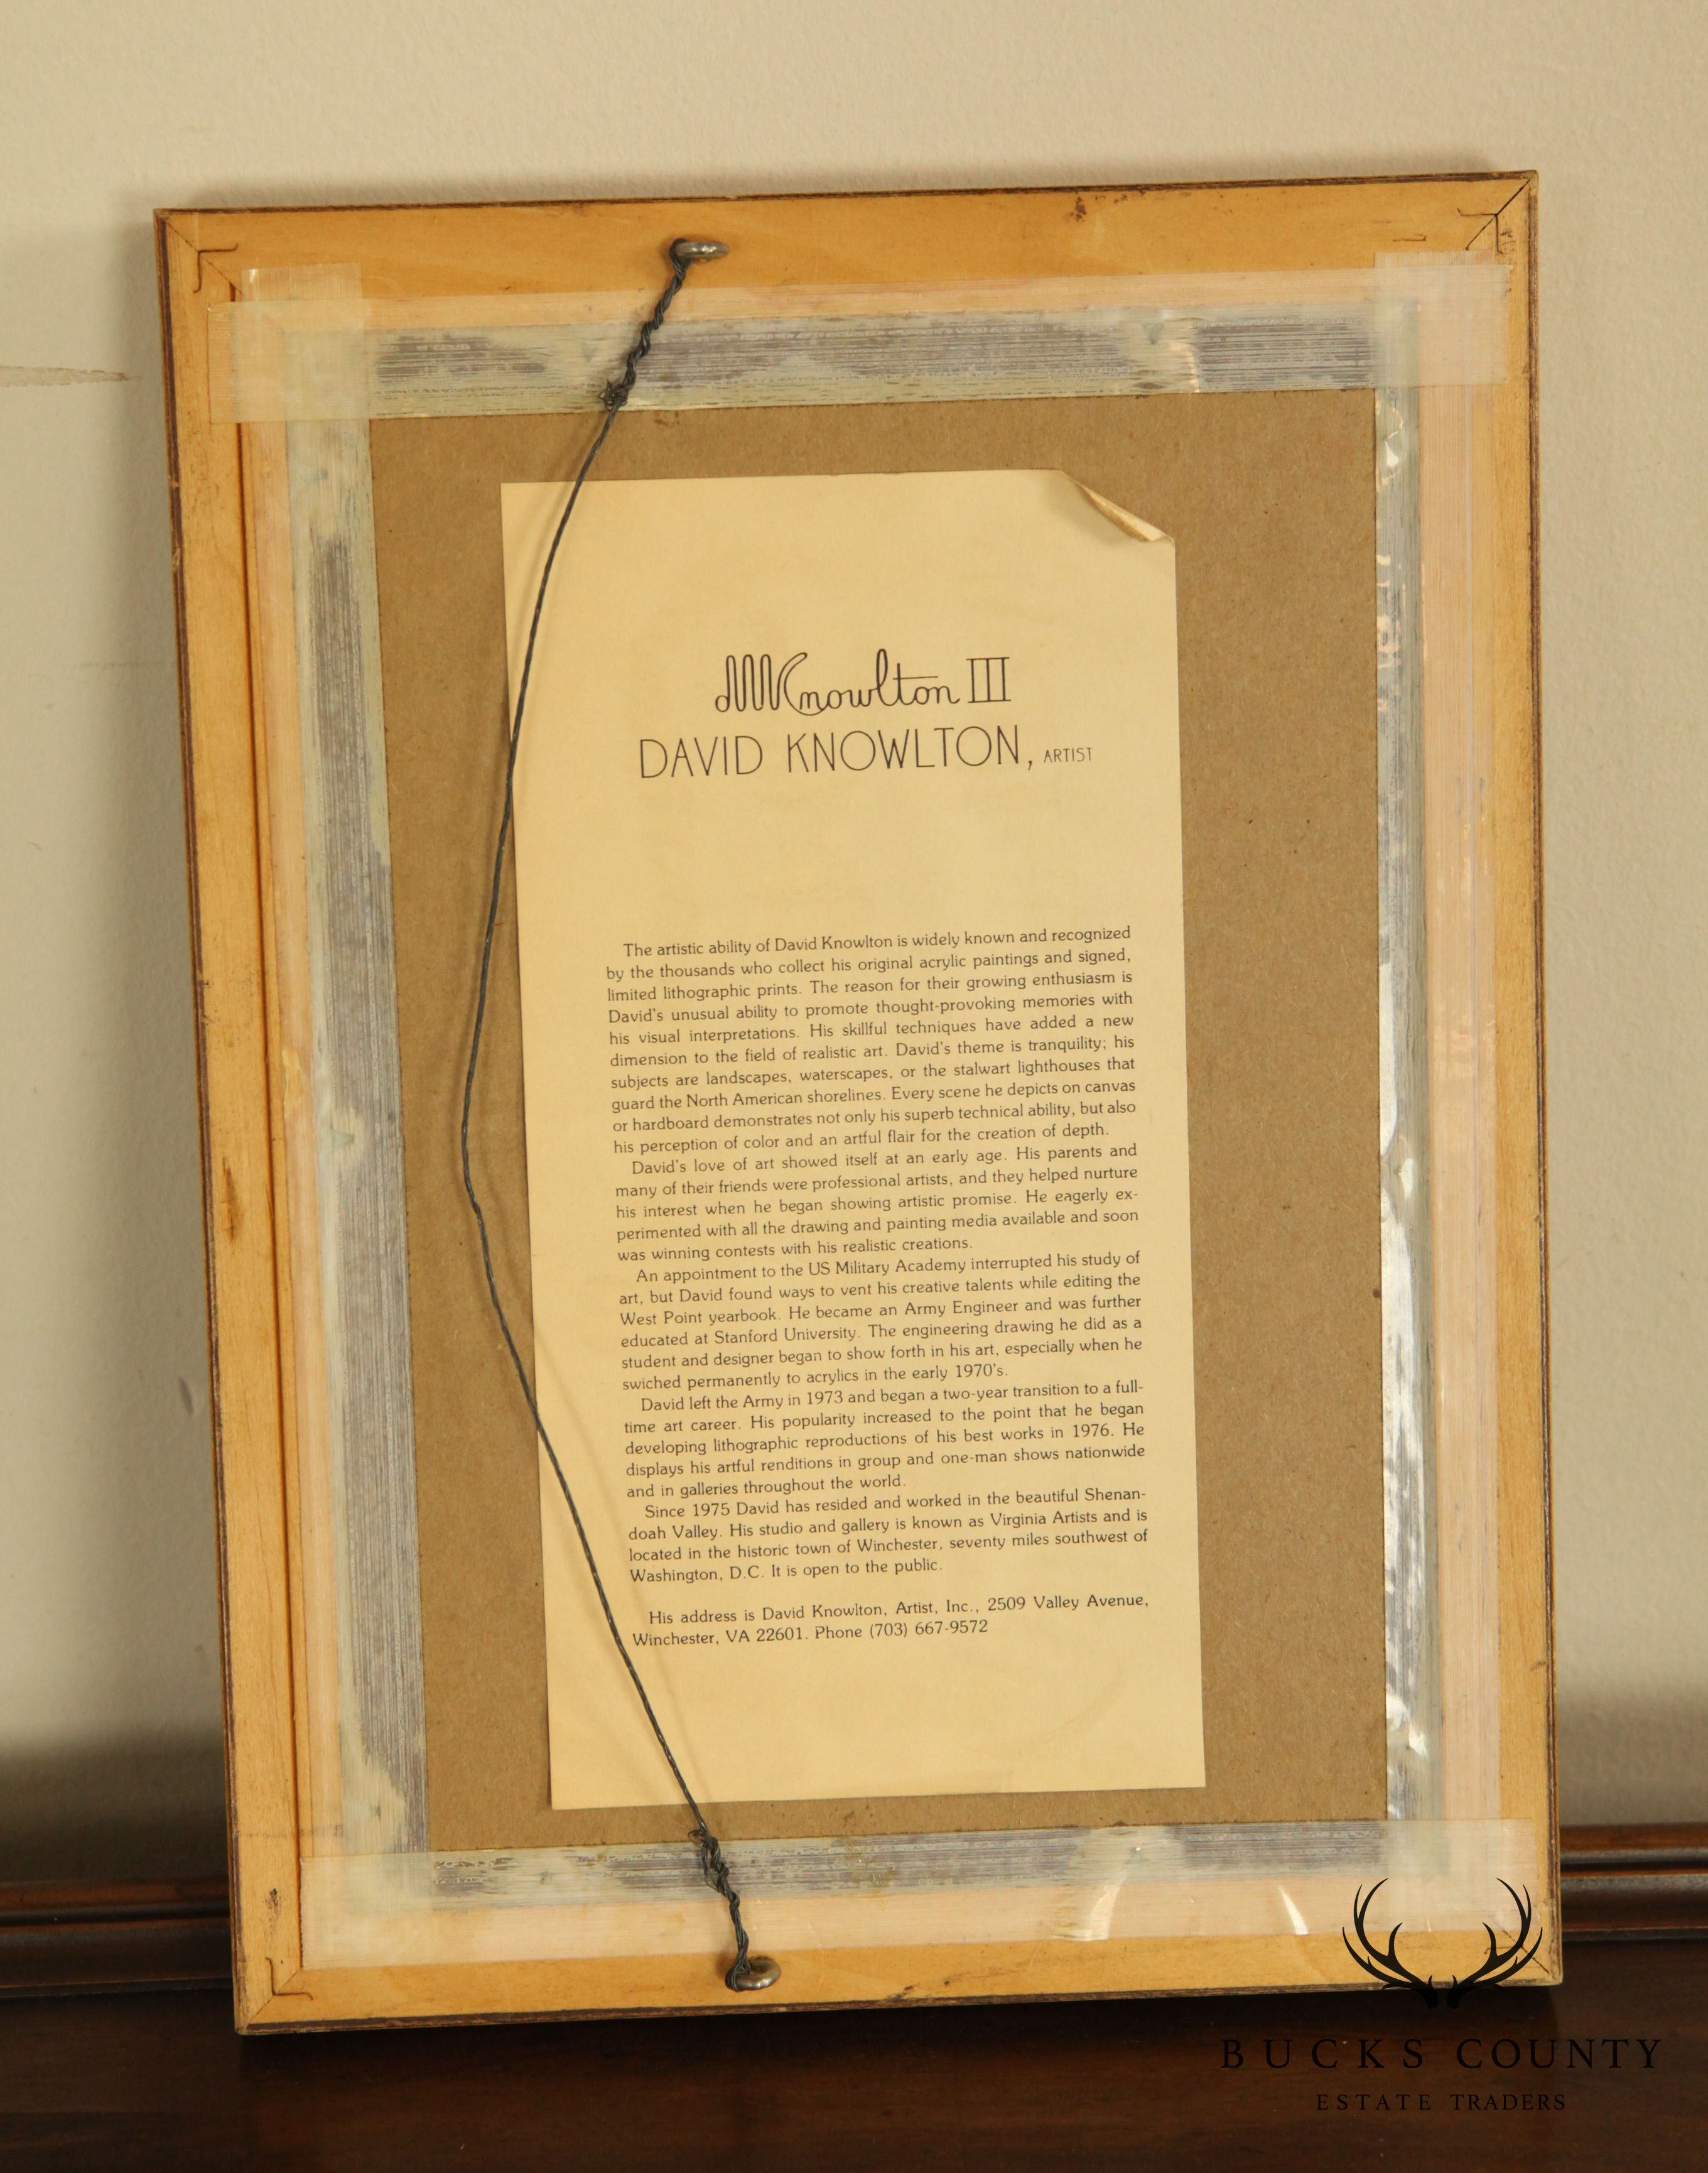 Knowlton III
DAVID KNOWLTON, ARTIST
The artistic ability of David Knowlton is widely known and recognized
by the thousands who collect his original acrylic paintings and signed,
limited lithographic prints. The reason for their growing enthusiasm is
David's unusual ability to promote thought-provoking memories with
his visual interpretations. His skillful techniques have added a new
dimension to the field of realistic art. David's theme is tranquility; his
subjects are landscapes, waterscapes, or the stalwart lighthouses that
guard the North American shorelines. Every scene he depicts on canvas
or hardboard demonstrates not only his superb technical ability, but also
his perception of color and an artful flair for the creation of depth.
David's love of art showed itself at an early age. His parents and
many of their friends were professional artists, and they helped nurture
his interest when he began showing artistic promise. He eagerly ex-
perimented with all the drawing and painting media available and soon
was winning contests with his realistic creations.
An appointment to the US Military Academy interrupted his study of
art, but David found ways to vent his creative talents while editing the
West Point yearbook. He became an Army Engineer and was further
educated at Stanford University. The engineering drawing he did as a
student and designer began to show forth in his art, especially when he
swiched permanently to acrylics in the early 1970's.
David left the Army in 1973 and began a two-year transition to a full-
time art career. His popularity increased to the point that he began
developing lithographic reproductions of his best works in 1976. He
displays his artful renditions in group and one-man shows nationwide
and in galleries throughout the world.
Since 1975 David has resided and worked in the beautiful Shenan-
doah Valley. His studio and gallery is known as Virginia Artists and is
located in the historic town of Winchester, seventy miles southwest of
Washington, D.C. It is open to the public.
His address is David Knowlton, Artist, Inc., 2509 Valley Avenue,
Winchester, VA 22601. Phone (703) 667-9572
BUCKS COUNTY
ESTATE TRADERS